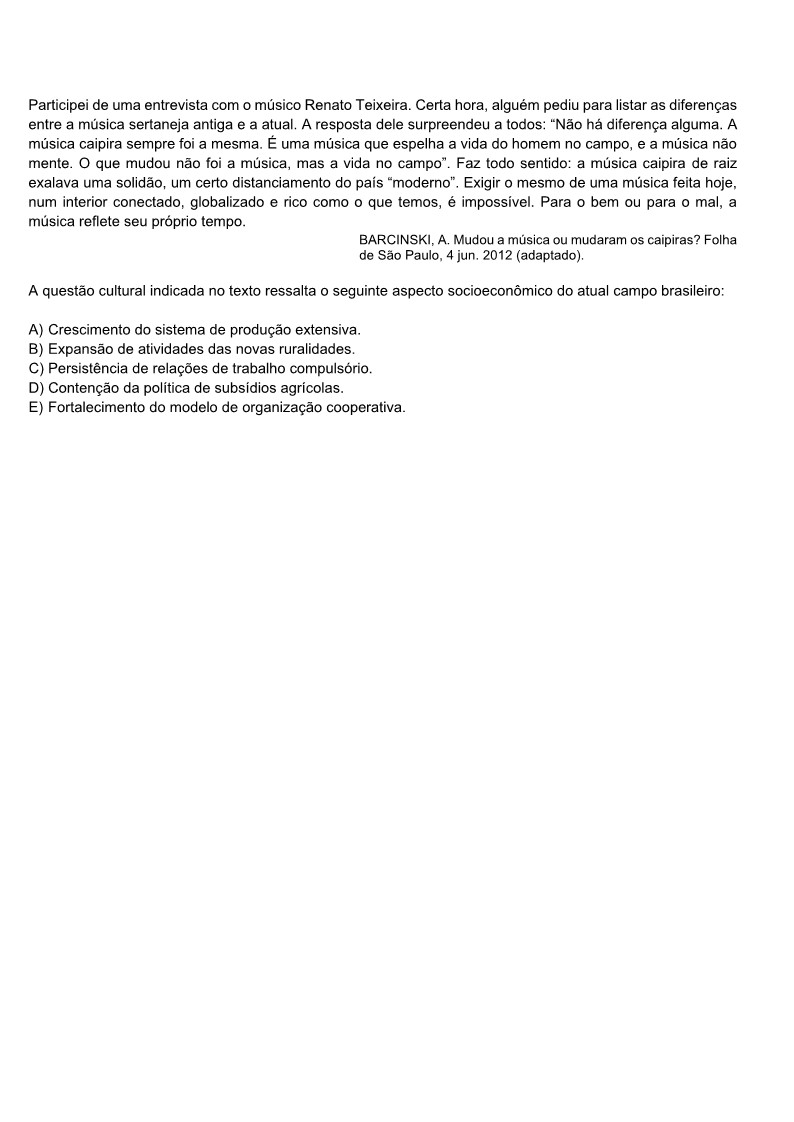 Participei de uma entrevista com o músico Renato Teixeira. Certa hora, alguém pediu para listar as diferenças
entre a música sertaneja antiga e a atual. A resposta dele surpreendeu a todos: “Não há diferença alguma. A
música caipira sempre foi a mesma. É uma música que espelha a vida do homem no campo, e a música não
mente. O que mudou não foi a música, mas a vida no campo”. Faz todo sentido: a música caipira de raiz
exalava uma solidão, um certo distanciamento do país “moderno”. Exigir o mesmo de uma música feita hoje,
num interior conectado, globalizado e rico como o que temos, é impossível. Para o bem ou para o mal, a
música reflete seu próprio tempo.
BARCINSKI, A. Mudou a música ou mudaram os caipiras? Folha
de São Paulo, 4 jun. 2012 (adaptado).
A questão cultural indicada no texto ressalta o seguinte aspecto socioeconômico do atual campo brasileiro:
A) Crescimento do sistema de produção extensiva.
B) Expansão de atividades das novas ruralidades.
C) Persistência de relações de trabalho compulsório.
D) Contenção da política de subsídios agrícolas.
E) Fortalecimento do modelo de organização cooperativa.